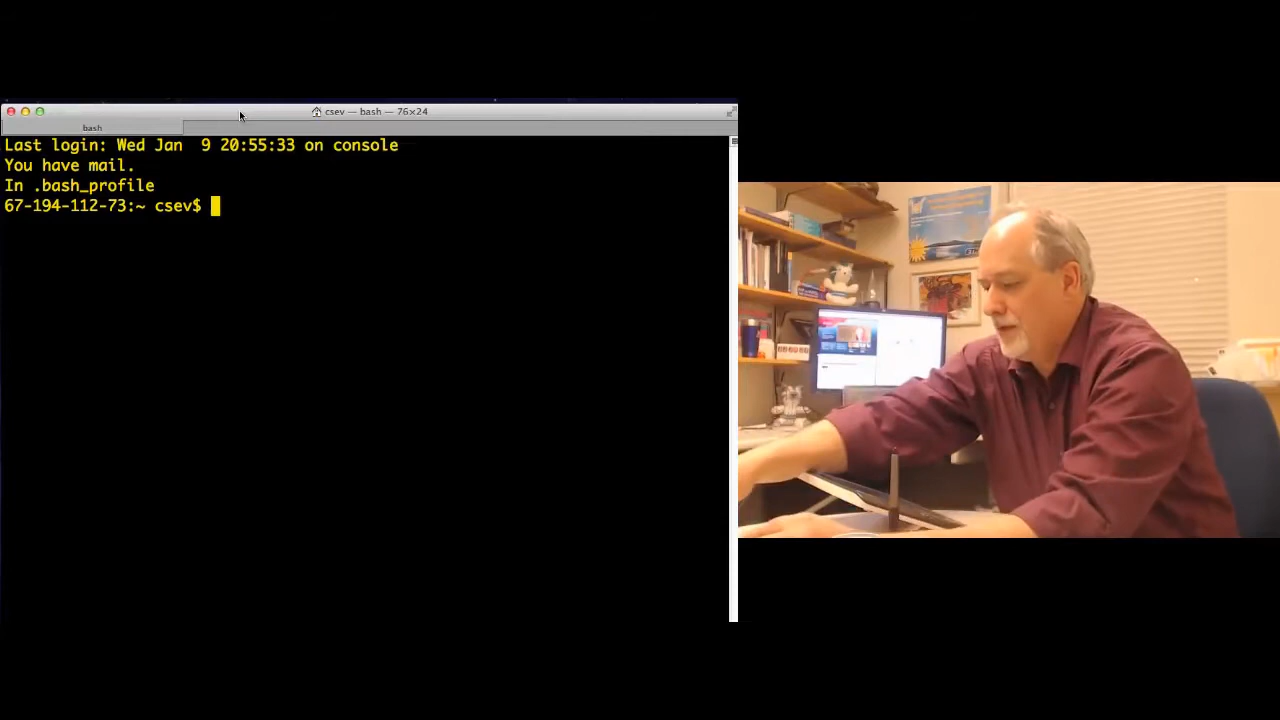 csev — bash — 76×24
bash
Last login: Wed Jan  9 20:55:33 on console
You have mail.
In .bash_profile
67-194-112-73:~ csev$